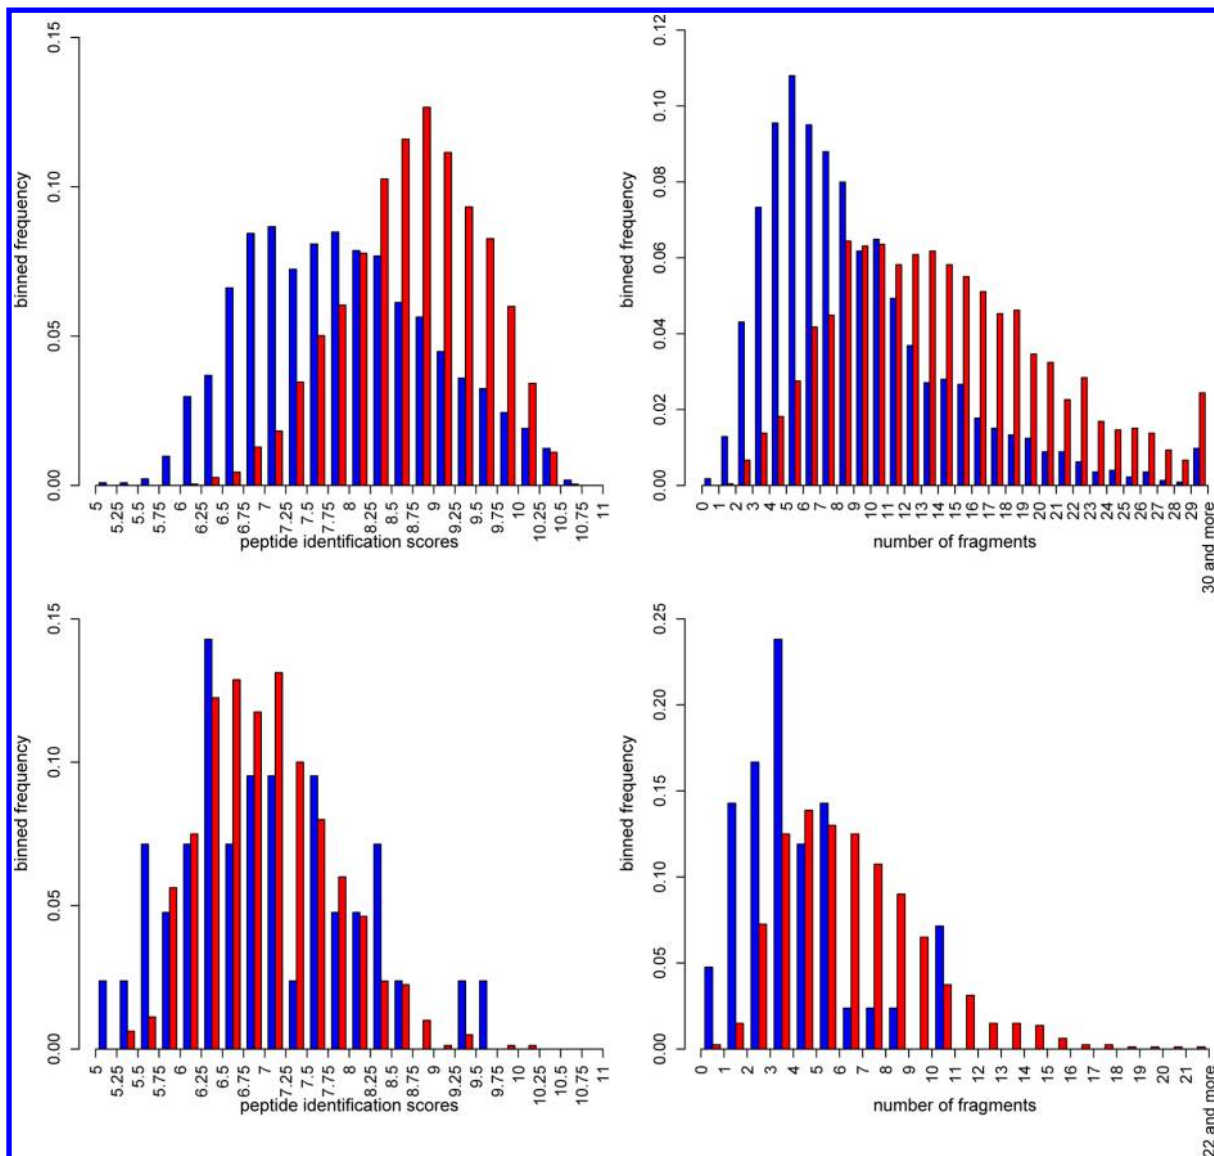 0.15
0.10
0.05
0.00
binned frequency
5 5.25 5.5 5.75 6 6.25 6.5 6.75 7 7.25 7.5 7.75 8 8.25 8.5 8.75 9 9.25 9.5 9.75 10 10.25 10.5 10.75 11
peptide identification scores
0.12
0.10
0.08
0.06
0.04
0.02
0.00
binned frequency
0 1 2 3 4 5 6 7 8 9 10 11 12 13 14 15 16 17 18 19 20 21 22 23 24 25 26 27 28 29 30 and more
number of fragments
0.15
0.10
0.05
0.00
binned frequency
5 5.25 5.5 5.75 6 6.25 6.5 6.75 7 7.25 7.5 7.75 8 8.25 8.5 8.75 9 9.25 9.5 9.75 10 10.25 10.5 10.75 11
peptide identification scores
0.25
0.20
0.15
0.10
0.05
0.00
binned frequency
0 1 2 3 4 5 6 7 8 9 10 11 12 13 14 15 16 17 18 19 20 21 22 and more
number of fragments